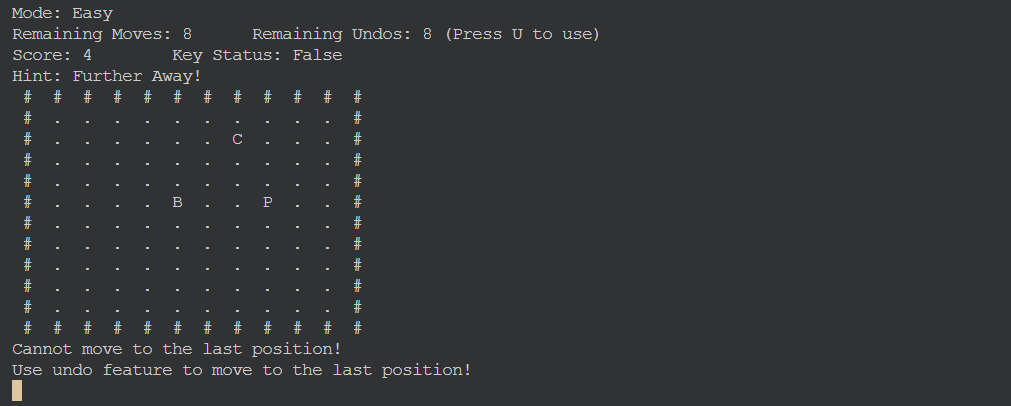 Mode: Easy
Remaining Moves: 8      Remaining Undos: 8 (Press U to use)
Score: 4        Key Status: False
Hint: Further Away!
 #  #  #  #  #  #  #  #  #  #  #  #
 #  .  .  .  .  .  .  .  .  .  .  #
 #  .  .  .  .  .  .  C  .  .  .  #
 #  .  .  .  .  .  .  .  .  .  .  #
 #  .  .  .  .  .  .  .  .  .  .  #
 #  .  .  .  .  B  .  .  P  .  .  #
 #  .  .  .  .  .  .  .  .  .  .  #
 #  .  .  .  .  .  .  .  .  .  .  #
 #  .  .  .  .  .  .  .  .  .  .  #
 #  .  .  .  .  .  .  .  .  .  .  #
 #  .  .  .  .  .  .  .  .  .  .  #
 #  #  #  #  #  #  #  #  #  #  #  #
Cannot move to the last position!
Use undo feature to move to the last position!